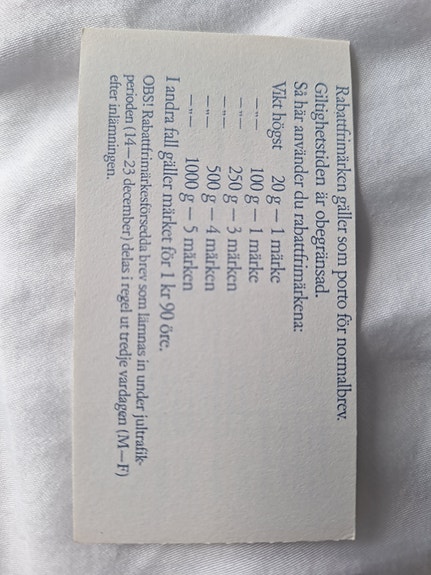 Rabattfrimärken gäller som porto för normalbrev.
Giltighetstiden är obegränsad.
Så här använder du rabattfrimärkena:
Vikt högst 20 g — 1 märke
—"— 100 g — 1 märke
—"— 250 g — 3 märken
—"— 500 g — 4 märken
—"— 1000 g — 5 märken
I andra fall gäller märket för 1 kr 90 öre.
OBS! Rabattfrimärkesförsedda brev som lämnas in under jultrafik-
perioden (14—23 december) delas i regel ut tredje vardagen (M—F)
efter inlämningen.